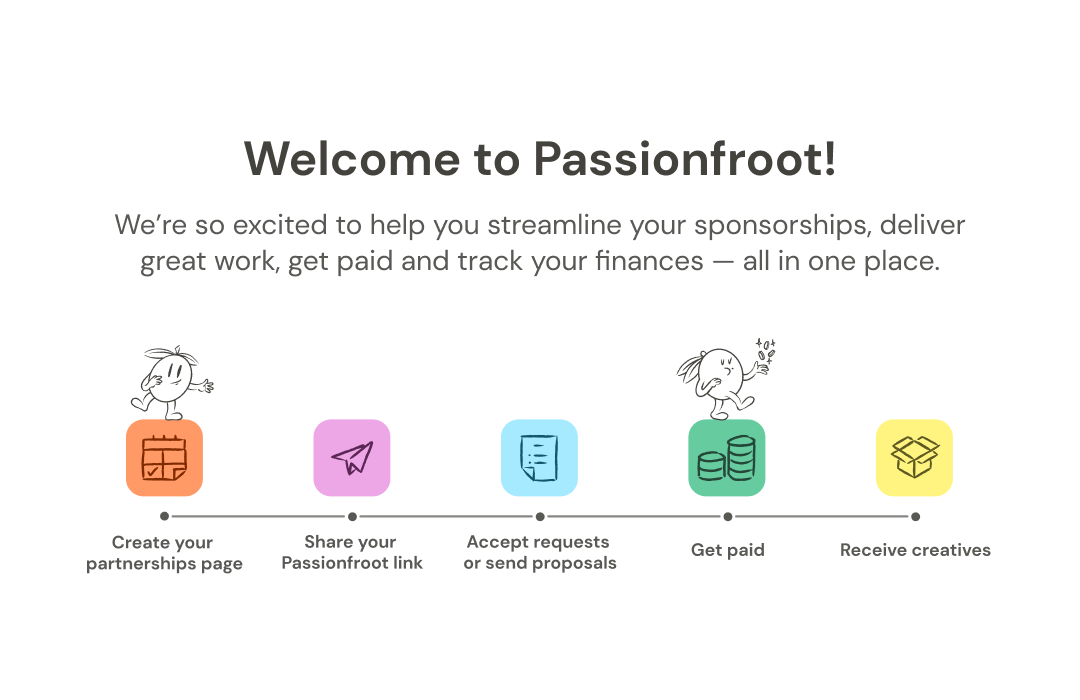 Welcome to Passionfroot!
We’re so excited to help you streamline your sponsorships, deliver
great work, get paid and track your finances — all in one place.
Create your
partnerships page
Share your
Passionfroot link
Accept requests
or send proposals
Get paid
Receive creatives